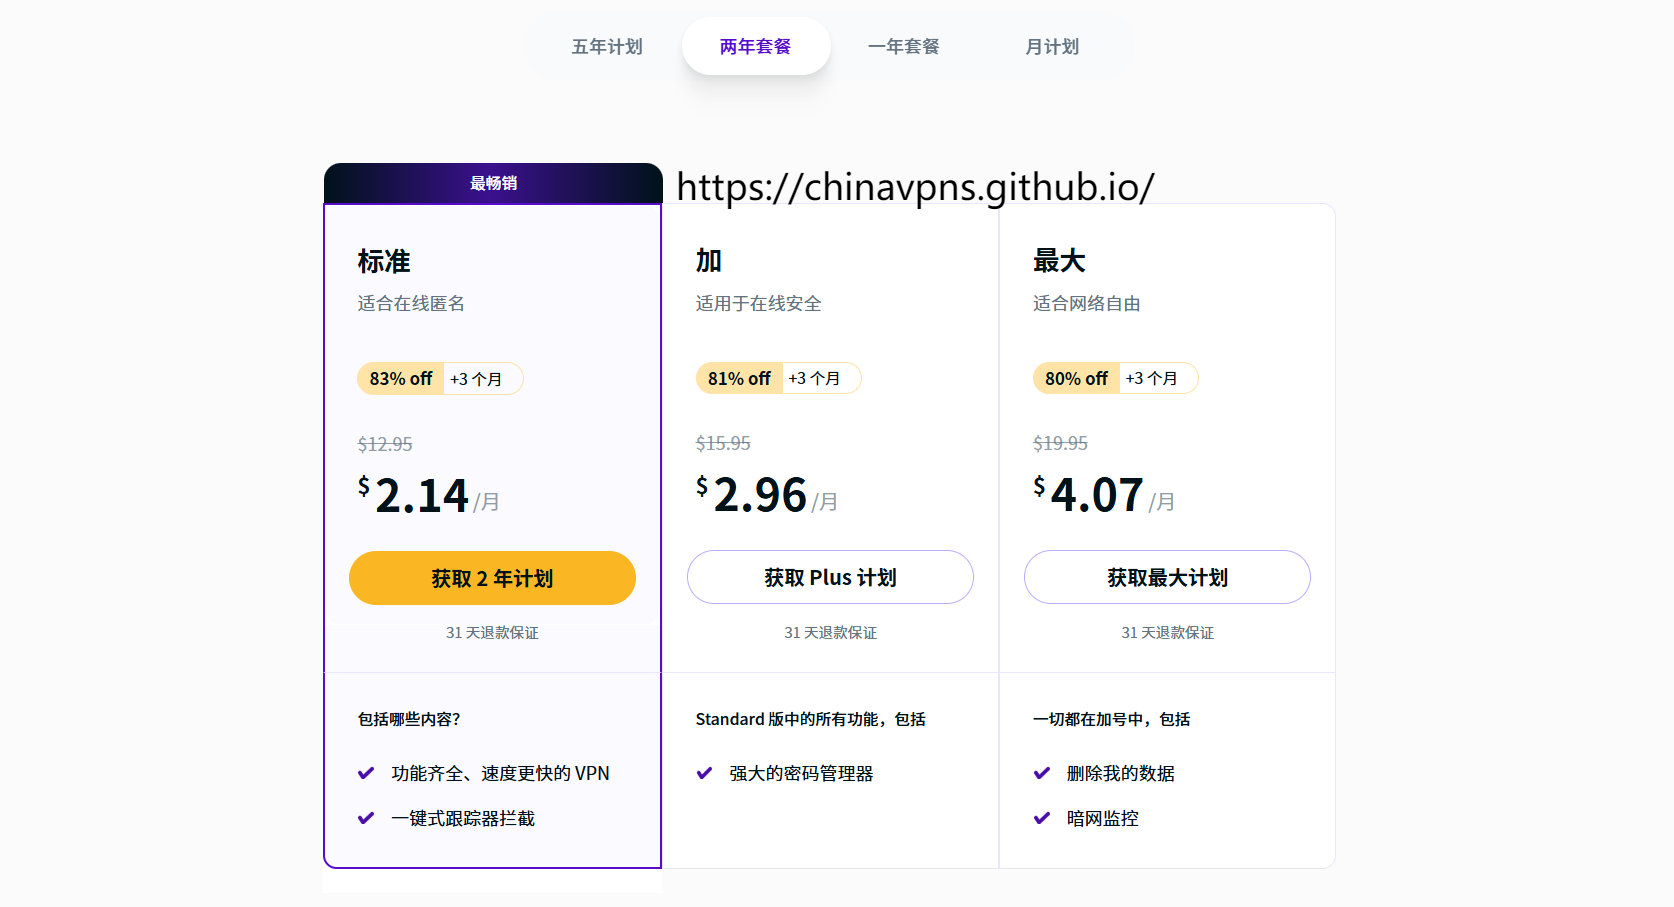 五年计划
两年套餐
一年套餐
月计划
最畅销
https://chinavpns.github.io/
标准
适合在线匿名
83% off +3 个月
$12.95
$2.14/月
获取 2 年计划
31 天退款保证
包括哪些内容？
功能齐全、速度更快的 VPN
一键式跟踪器拦截
加
适用于在线安全
81% off +3 个月
$15.95
$2.96/月
获取 Plus 计划
31 天退款保证
Standard 版中的所有功能，包括
强大的密码管理器
最大
适合网络自由
80% off +3 个月
$19.95
$4.07/月
获取最大计划
31 天退款保证
一切都在加号中，包括
删除我的数据
暗网监控